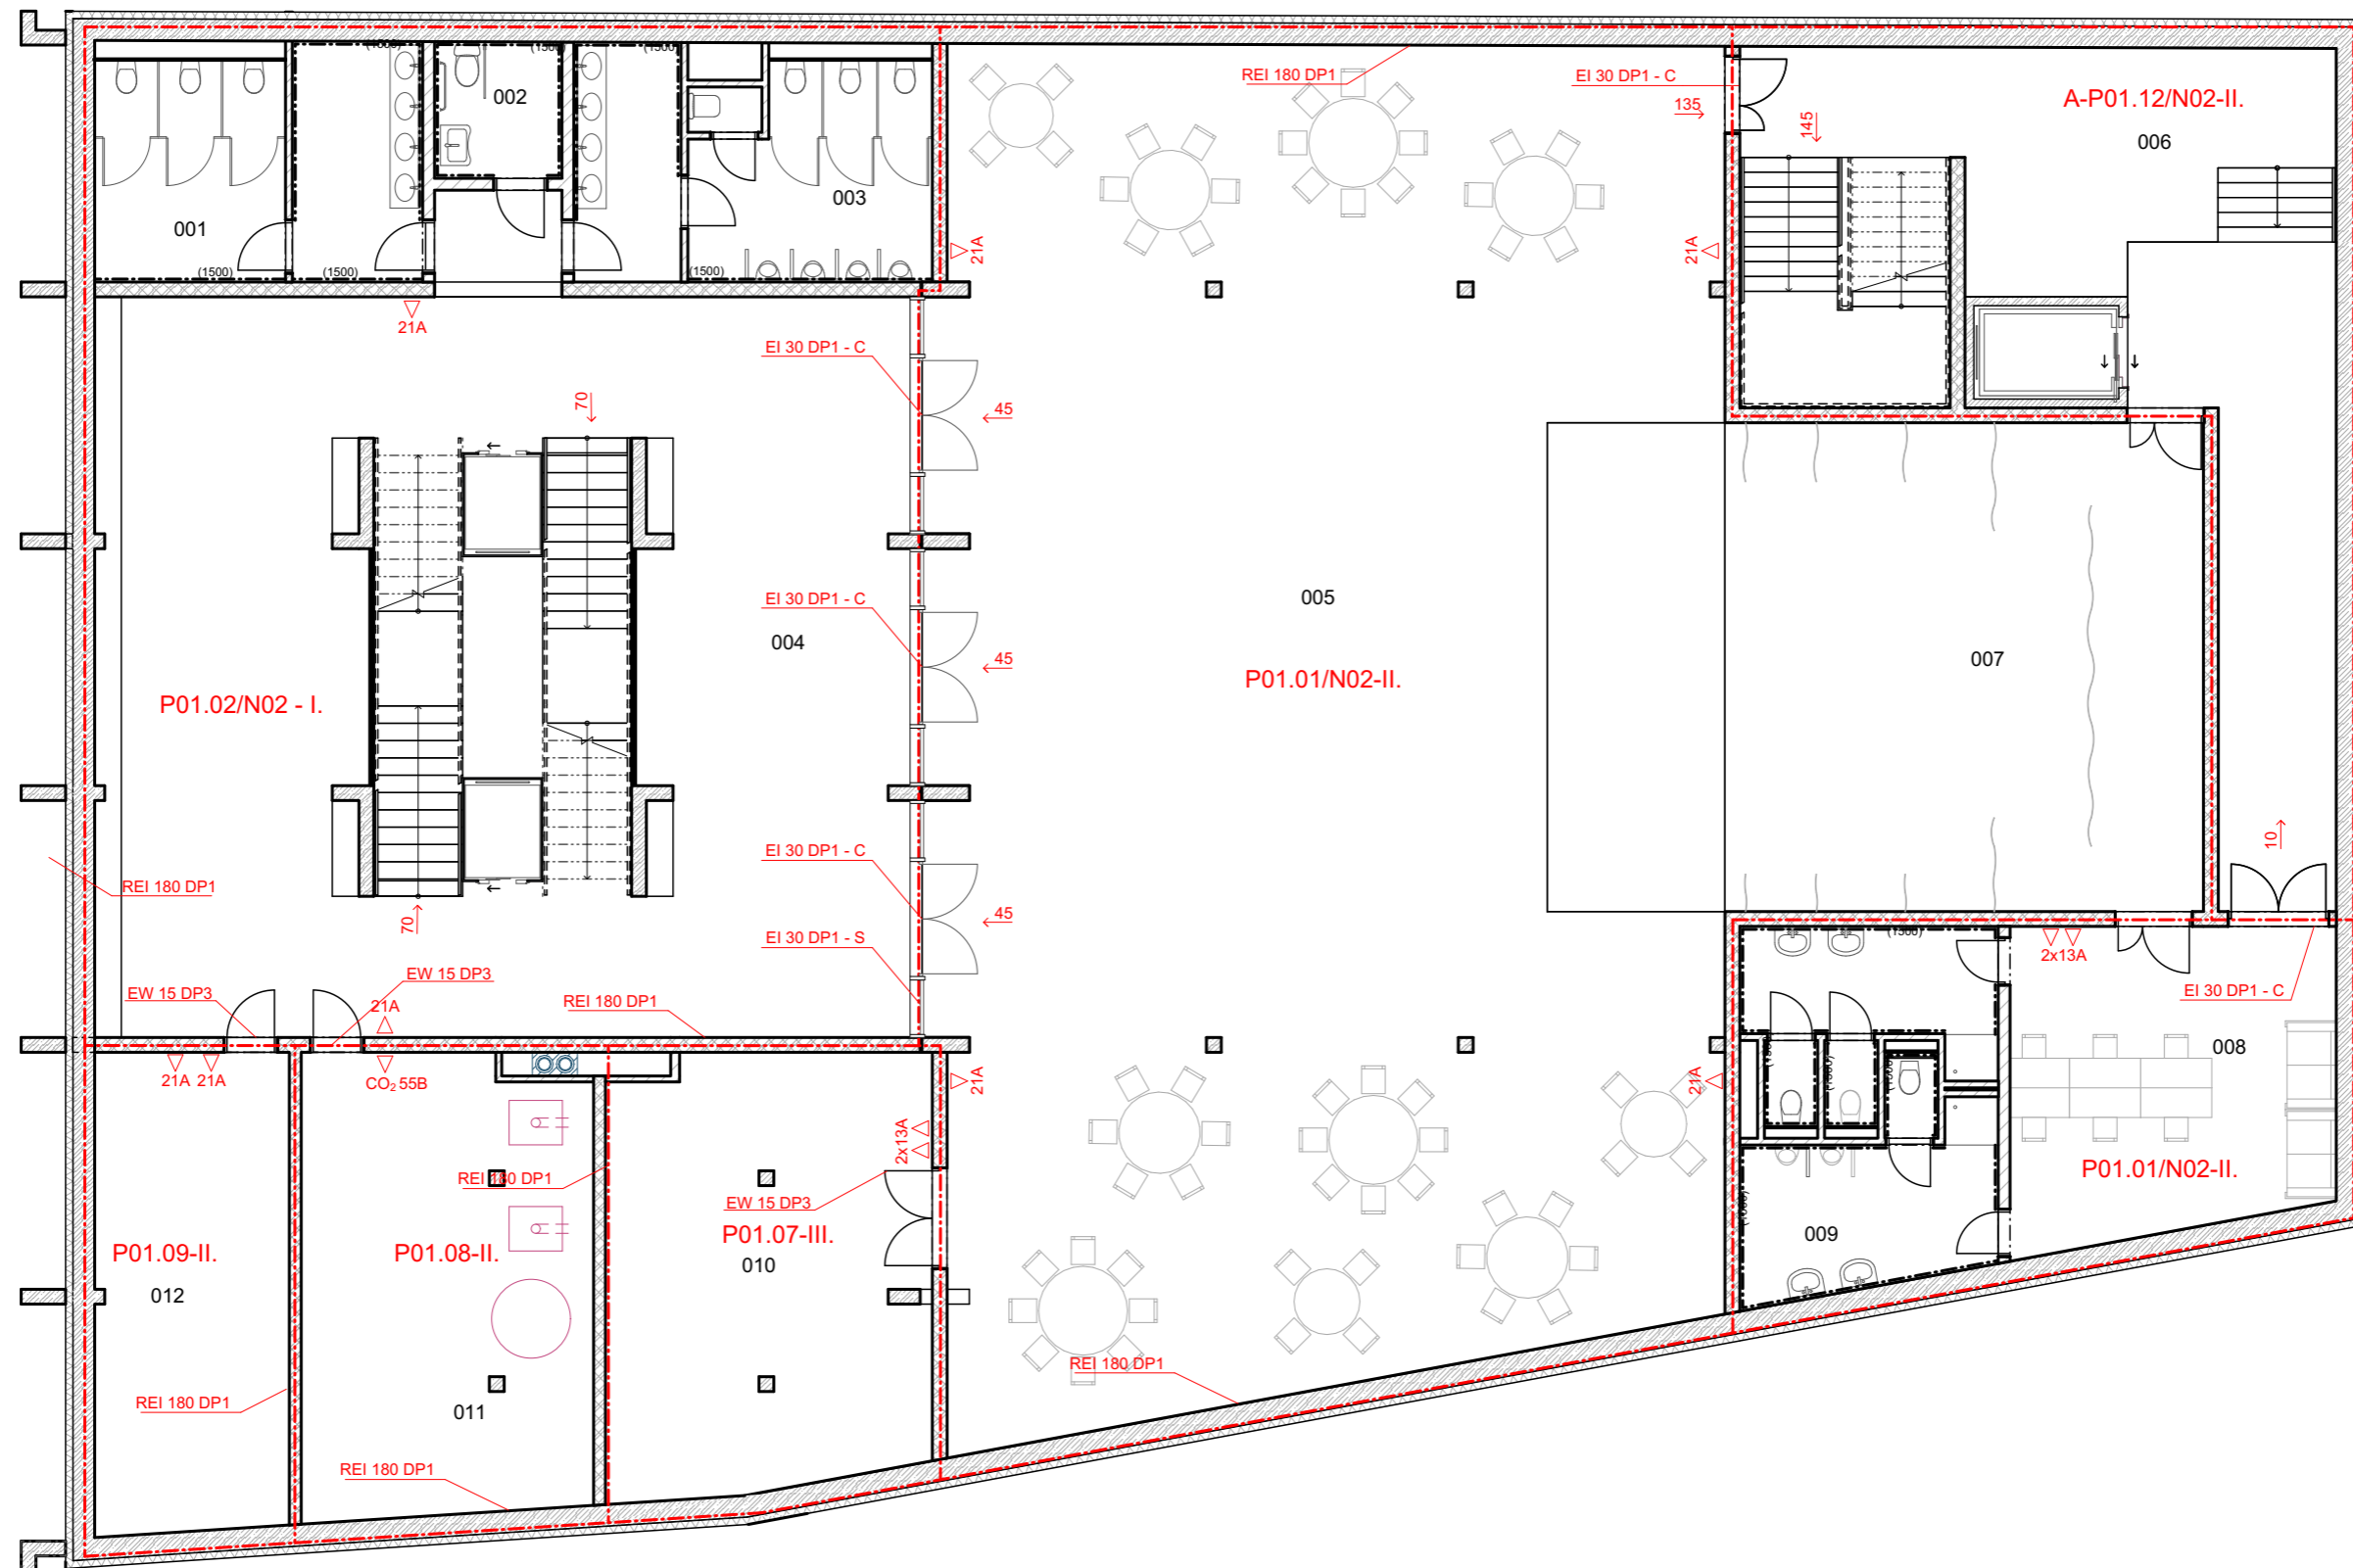 (1500)
(1500)
(1500)
REI 180 DP1
EI 30 DP1 - C
135
145
A-P01.12/N02-II.
006
002
003
001
21A
21A
(1500)
(1500)
(1500)
21A
EI 30 DP1 - C
70
45
EI 30 DP1 - C
45
004
005
007
P01.02/N02 - I.
P01.01/N02-II.
EI 30 DP1 - C
45
REI 180 DP1
70
10
EI 30 DP1 - S
(1500)
2x13A
EW 15 DP3
EW 15 DP3
21A
REI 180 DP1
EI 30 DP1 - C
008
21A
21A
CO₂ 55B
21A
21A
(1500)
(1500)
(1500)
2x13A
REI 180 DP1
EW 15 DP3
P01.01/N02-II.
(1500)
009
P01.09-II.
012
P01.08-II.
P01.07-III.
010
REI 180 DP1
REI 180 DP1
011
REI 180 DP1